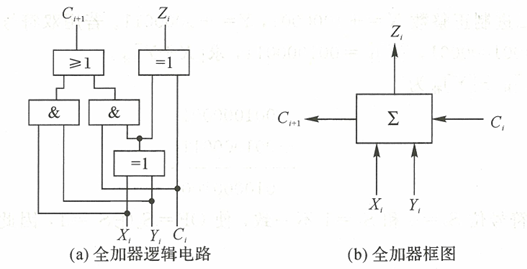 C_{i+1} Z_i
≥1 =1
& &
=1
X_i Y_i C_i
(a) 全加器逻辑电路
Z_i
C_{i+1} Σ C_i
X_i Y_i
(b) 全加器框图